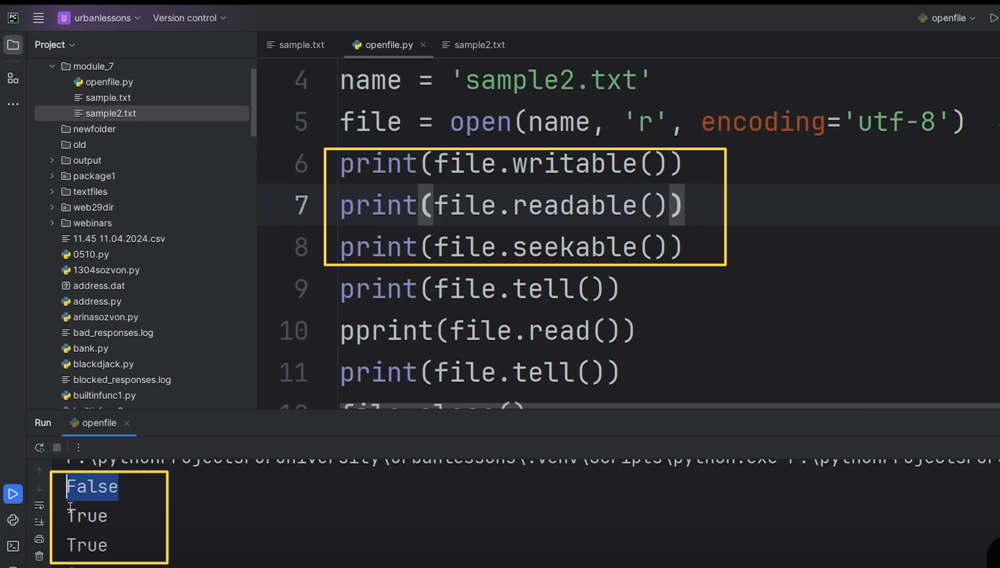 PC
U urbanlessons
Version control
openfile
Project
sample.txt
openfile.py
sample2.txt
module_7
openfile.py
sample.txt
sample2.txt
newfolder
old
output
package1
textfiles
web29dir
webinars
11.45 11.04.2024.csv
0510.py
1304sozvon.py
address.dat
address.py
arinasozvon.py
bad_responses.log
bank.py
blackdjack.py
blocked_responses.log
builtinfunc1.py
4 name = 'sample2.txt'
5 file = open(name, 'r', encoding='utf-8')
6 print(file.writable())
7 print(file.readable())
8 print(file.seekable())
9 print(file.tell())
10 pprint(file.read())
11 print(file.tell())
12 file.close()
Run
openfile
False
True
True